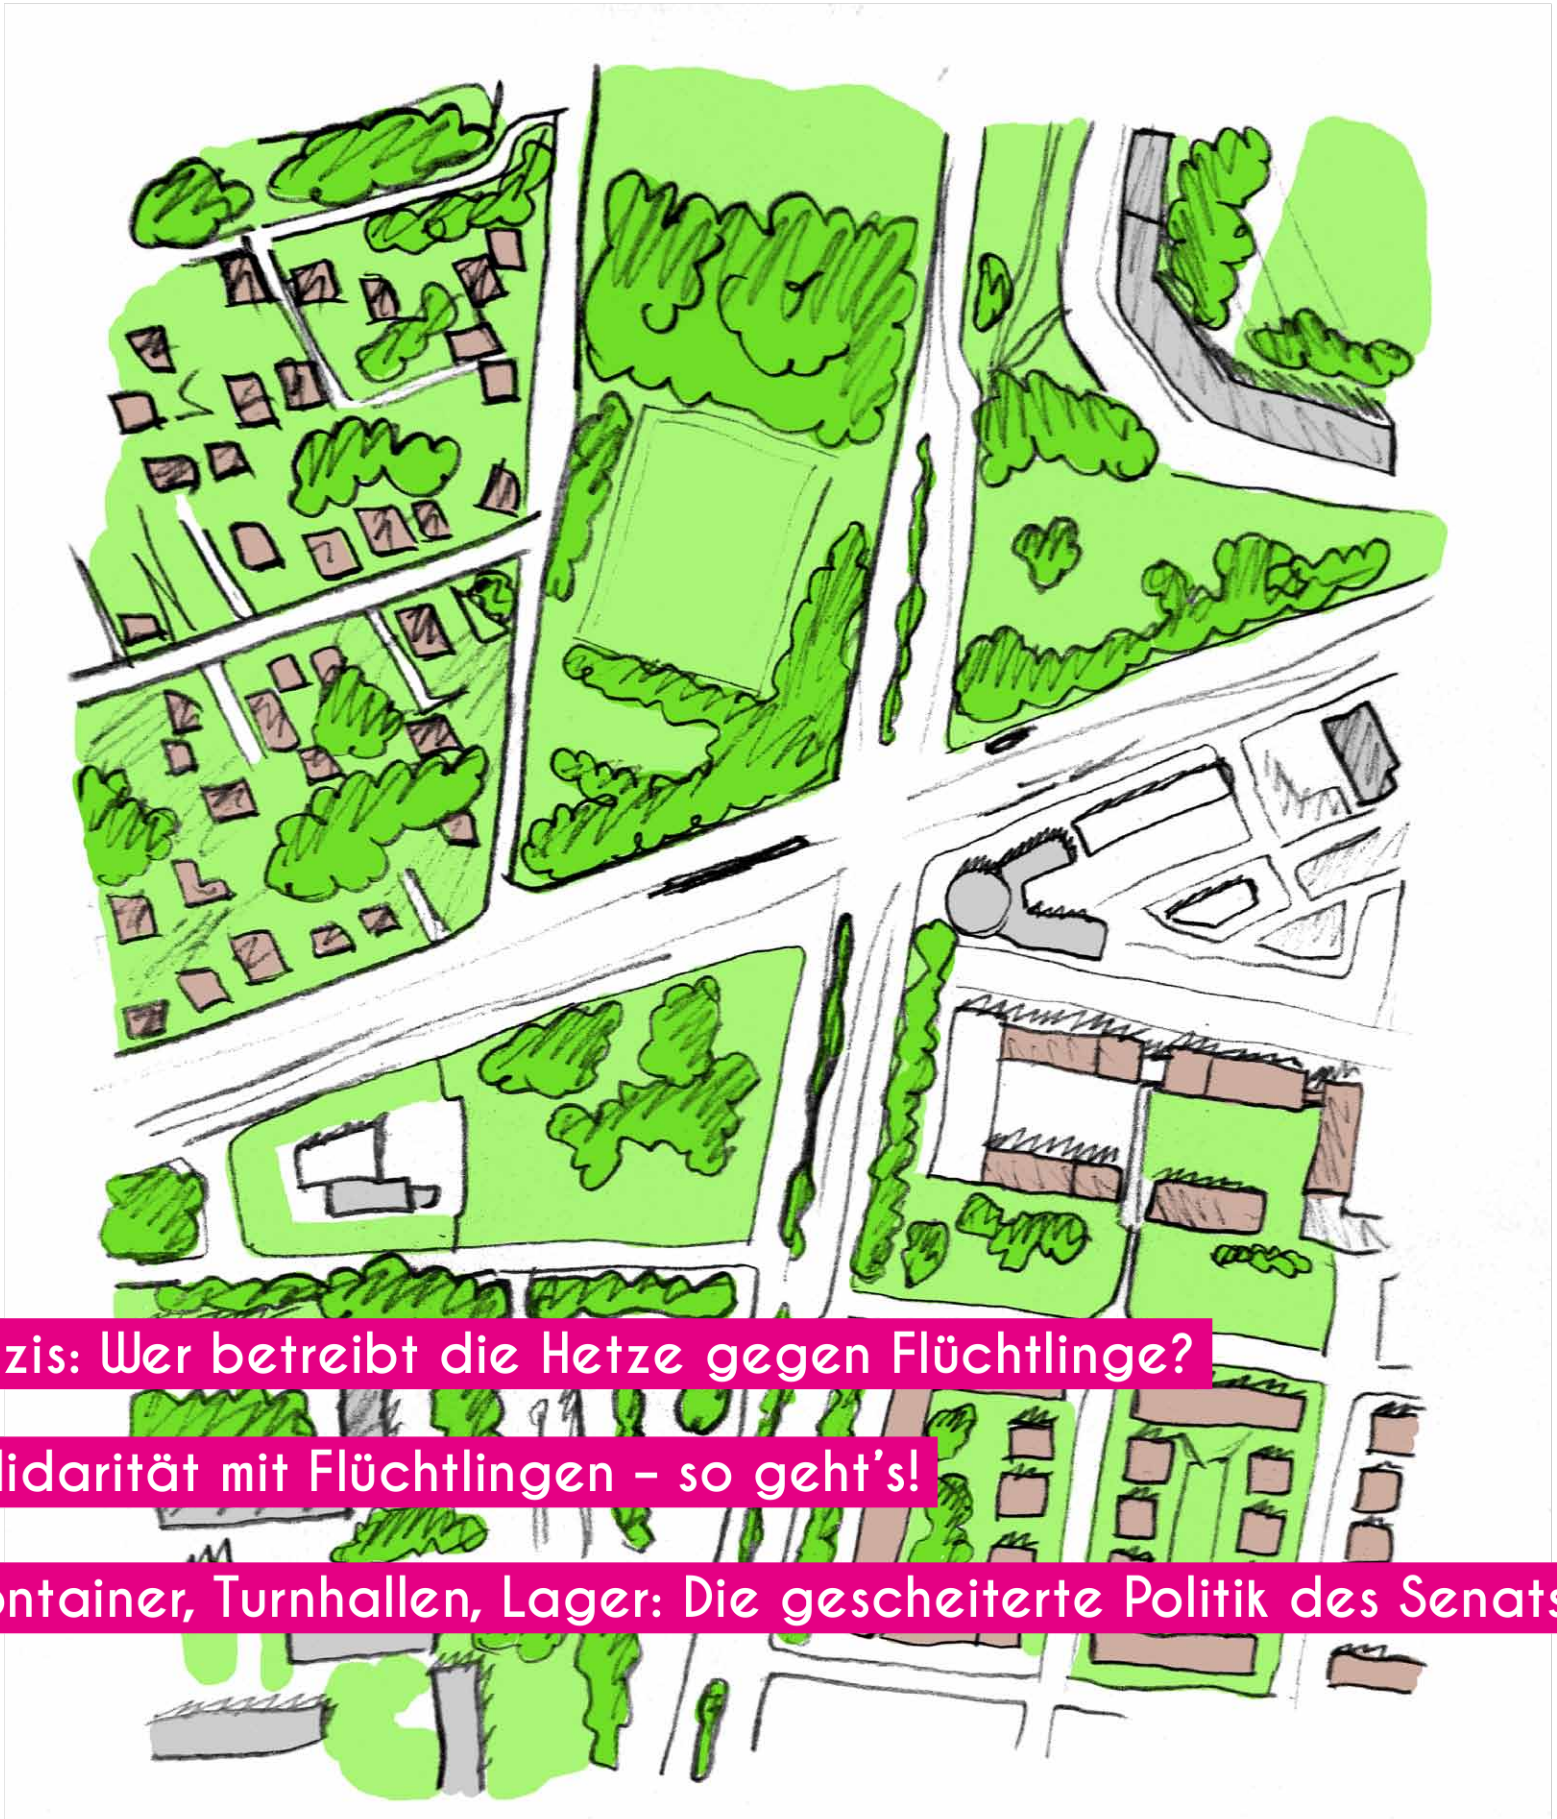 zis: Wer betreibt die Hetze gegen Flüchtlinge?
lidarität mit Flüchtlingen – so geht's!
ontainer, Turnhallen, Lager: Die gescheiterte Politik des Senats